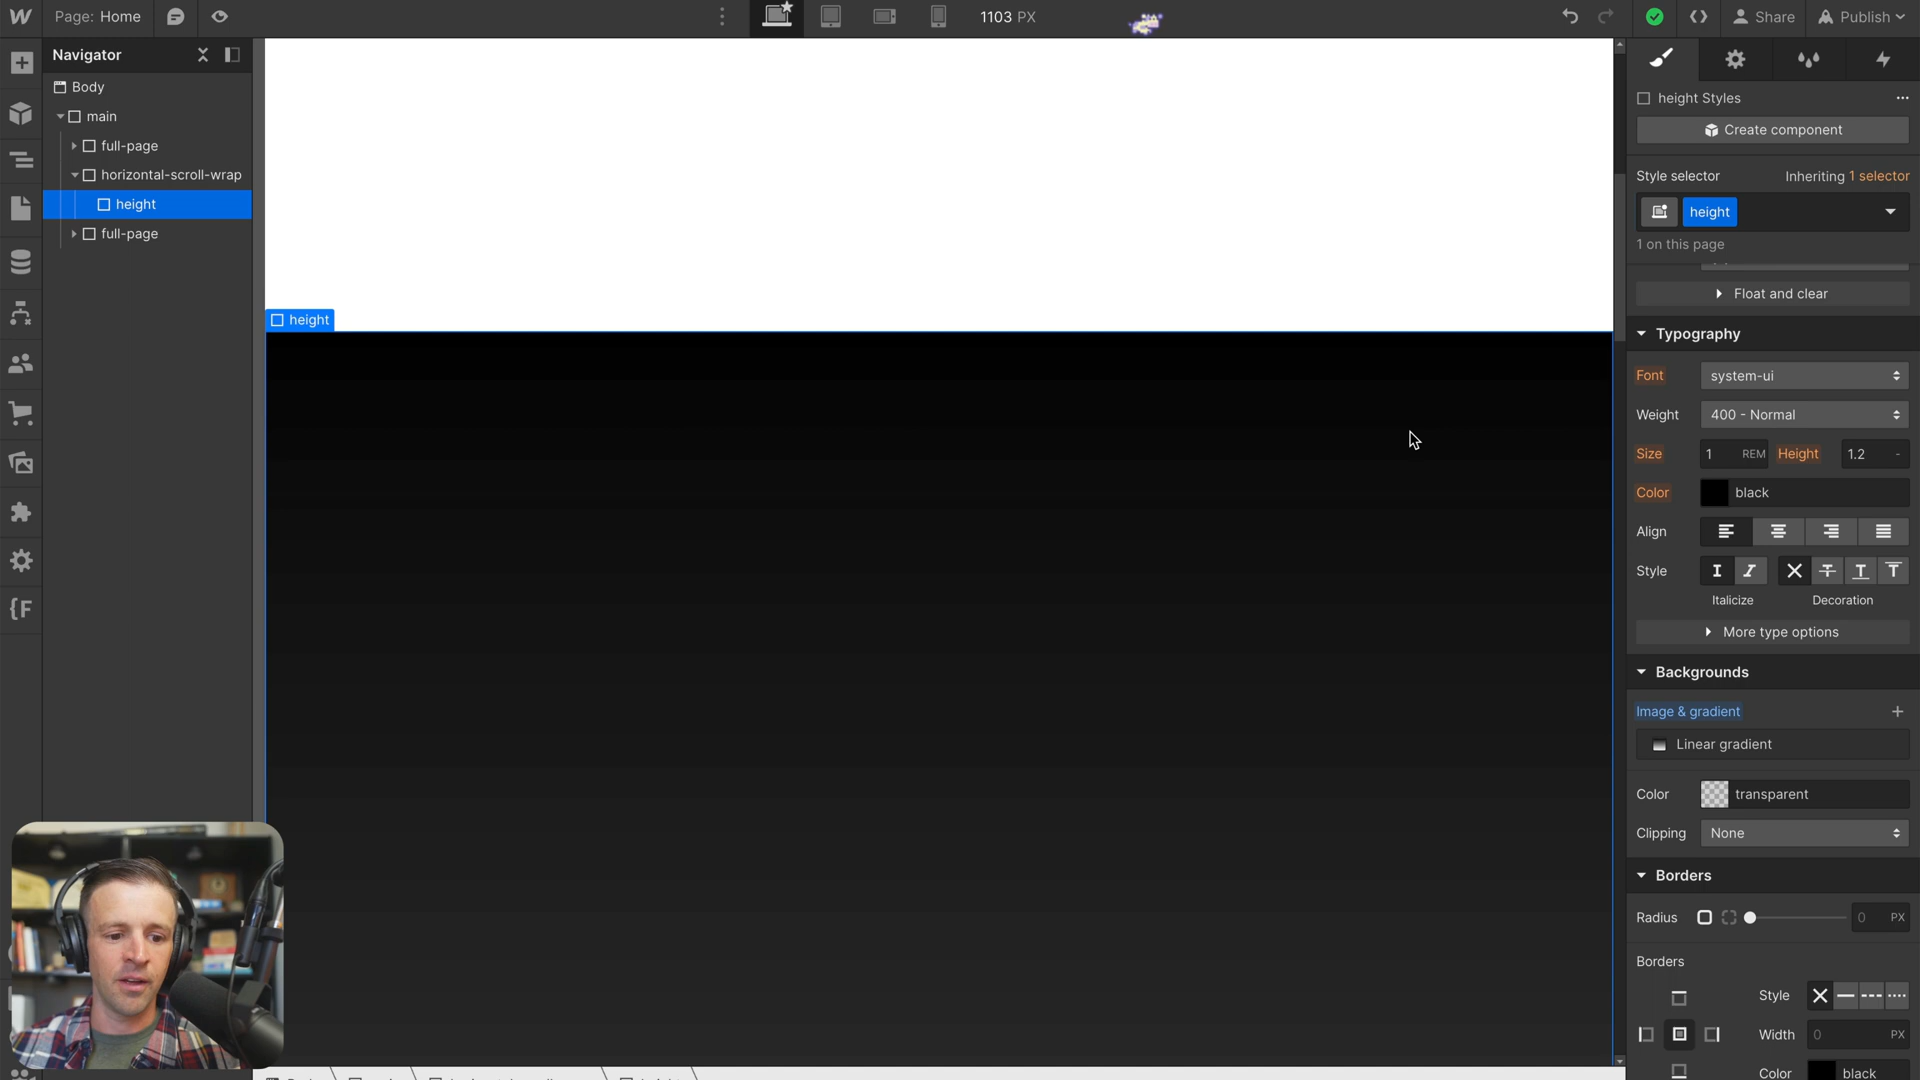 Page: Home
1103 PX
Share
Publish
Navigator
Body
main
full-page
horizontal-scroll-wrap
height
full-page
height
height Styles
Create component
Style selector
Inheriting 1 selector
height
1 on this page
Float and clear
Typography
Font
system-ui
Weight
400 - Normal
Size
1 REM
Height
1.2 -
Color
black
Align
Style
Italicize
Decoration
More type options
Backgrounds
Image & gradient
Linear gradient
Color
transparent
Clipping
None
Borders
Radius
0 PX
Borders
Style
Width
0 PX
Color
black